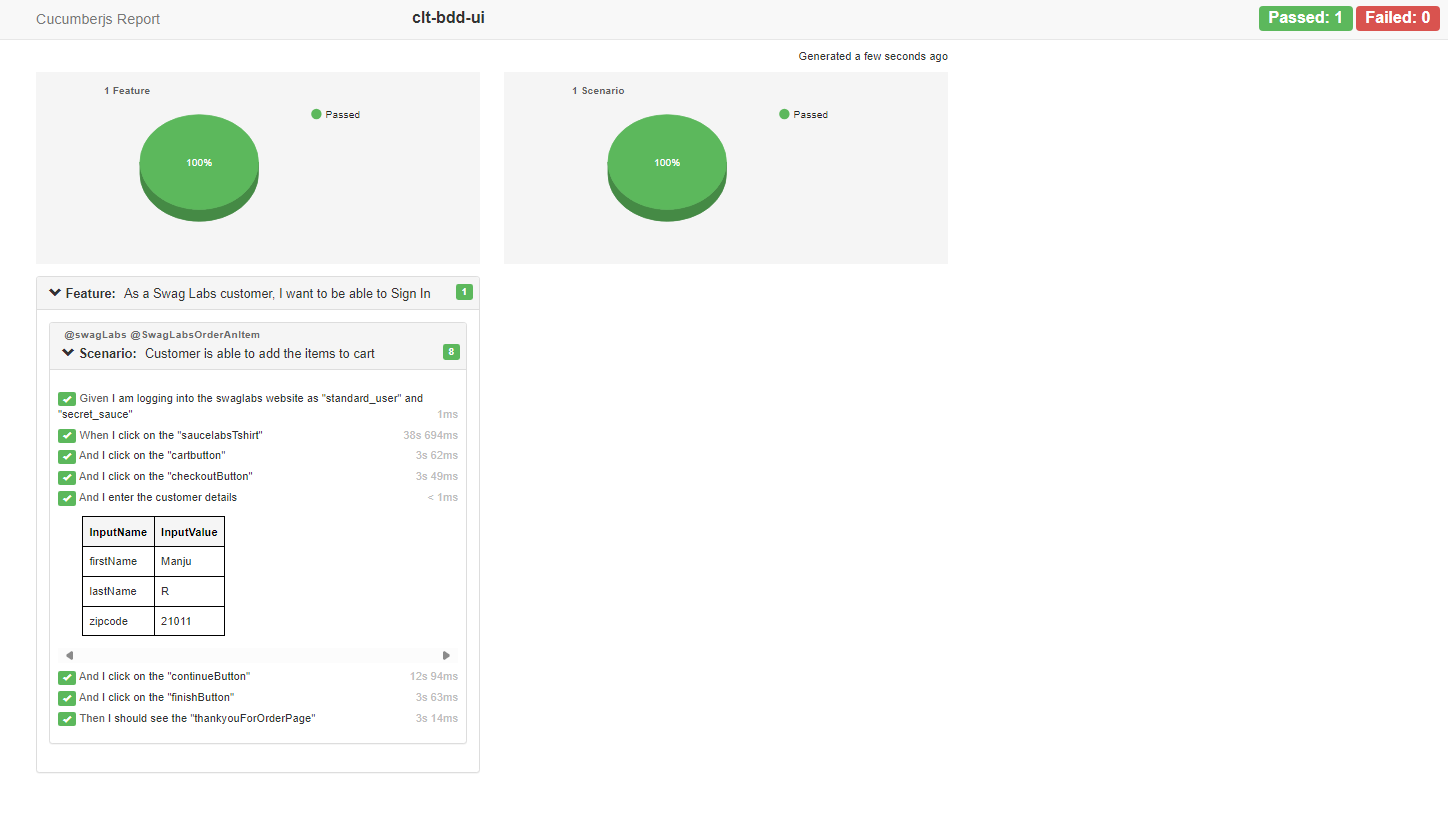 Cucumberjs Report
clt-bdd-ui
Passed: 1 Failed: 0
Generated a few seconds ago
1 Feature
Passed
100%
1 Scenario
Passed
100%
Feature: As a Swag Labs customer, I want to be able to Sign In 1
@swagLabs @SwagLabsOrderAnItem
Scenario: Customer is able to add the items to cart 8
Given I am logging into the swaglabs website as "standard_user" and
"secret_sauce" 1ms
When I click on the "saucelabsTshirt" 38s 694ms
And I click on the "cartbutton" 3s 62ms
And I click on the "checkoutButton" 3s 49ms
And I enter the customer details < 1ms
InputName InputValue
firstName Manju
lastName R
zipcode 21011
And I click on the "continueButton" 12s 94ms
And I click on the "finishButton" 3s 63ms
Then I should see the "thankyouForOrderPage" 3s 14ms